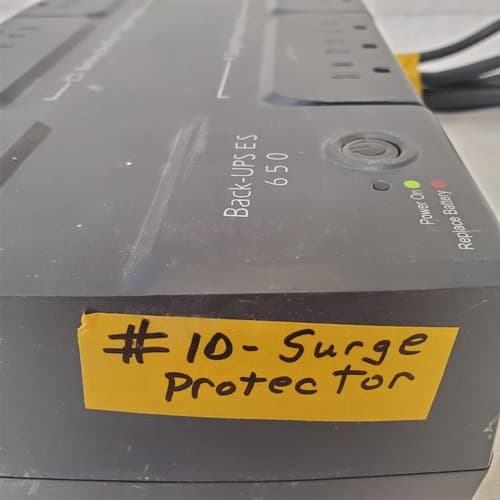 Back-UPS ES
650
Power On
Replace Battery
#10-Surge
Protector